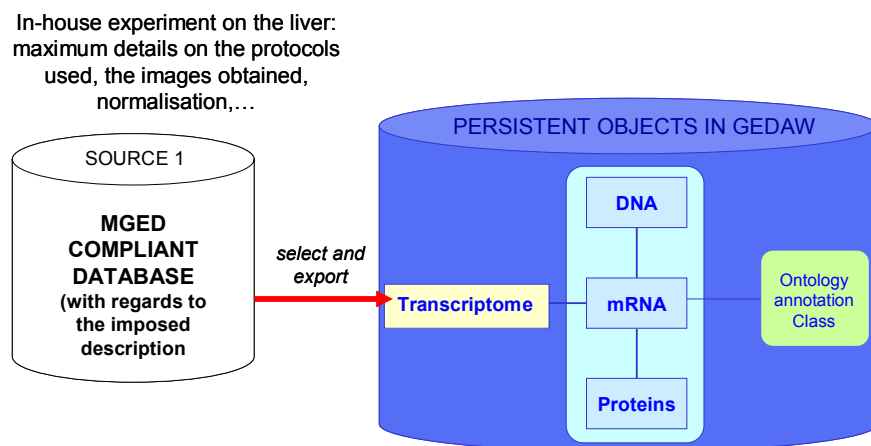 In-house experiment on the liver:
maximum details on the protocols
used, the images obtained,
normalisation,…
SOURCE 1
MGED
COMPLIANT
DATABASE
(with regards to
the imposed
description
select and
export
PERSISTENT OBJECTS IN GEDAW
DNA
Transcriptome
mRNA
Proteins
Ontology
annotation
Class